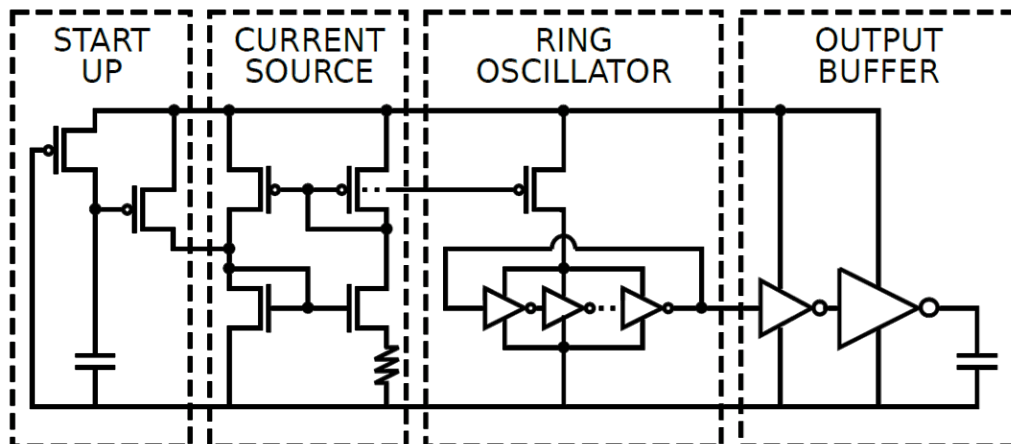 START
UP
CURRENT
SOURCE
RING
OSCILLATOR
OUTPUT
BUFFER